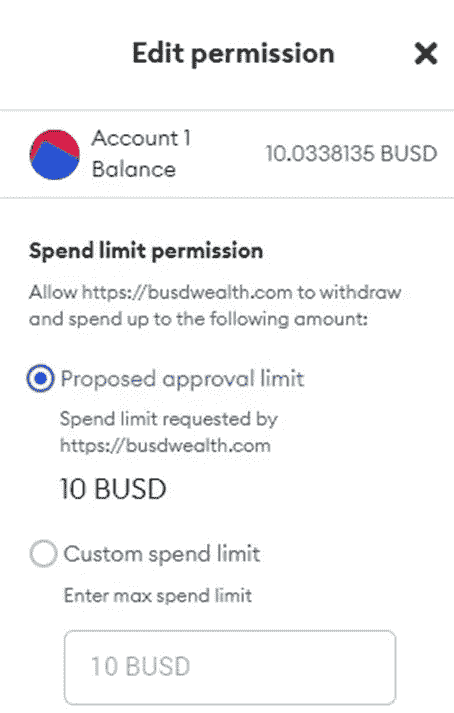 Edit permission
Account 1
Balance
10.0338135 BUSD
Spend limit permission
Allow https://busdwealth.com to withdraw
and spend up to the following amount:
Proposed approval limit
Spend limit requested by
https://busdwealth.com
10 BUSD
Custom spend limit
Enter max spend limit
10 BUSD